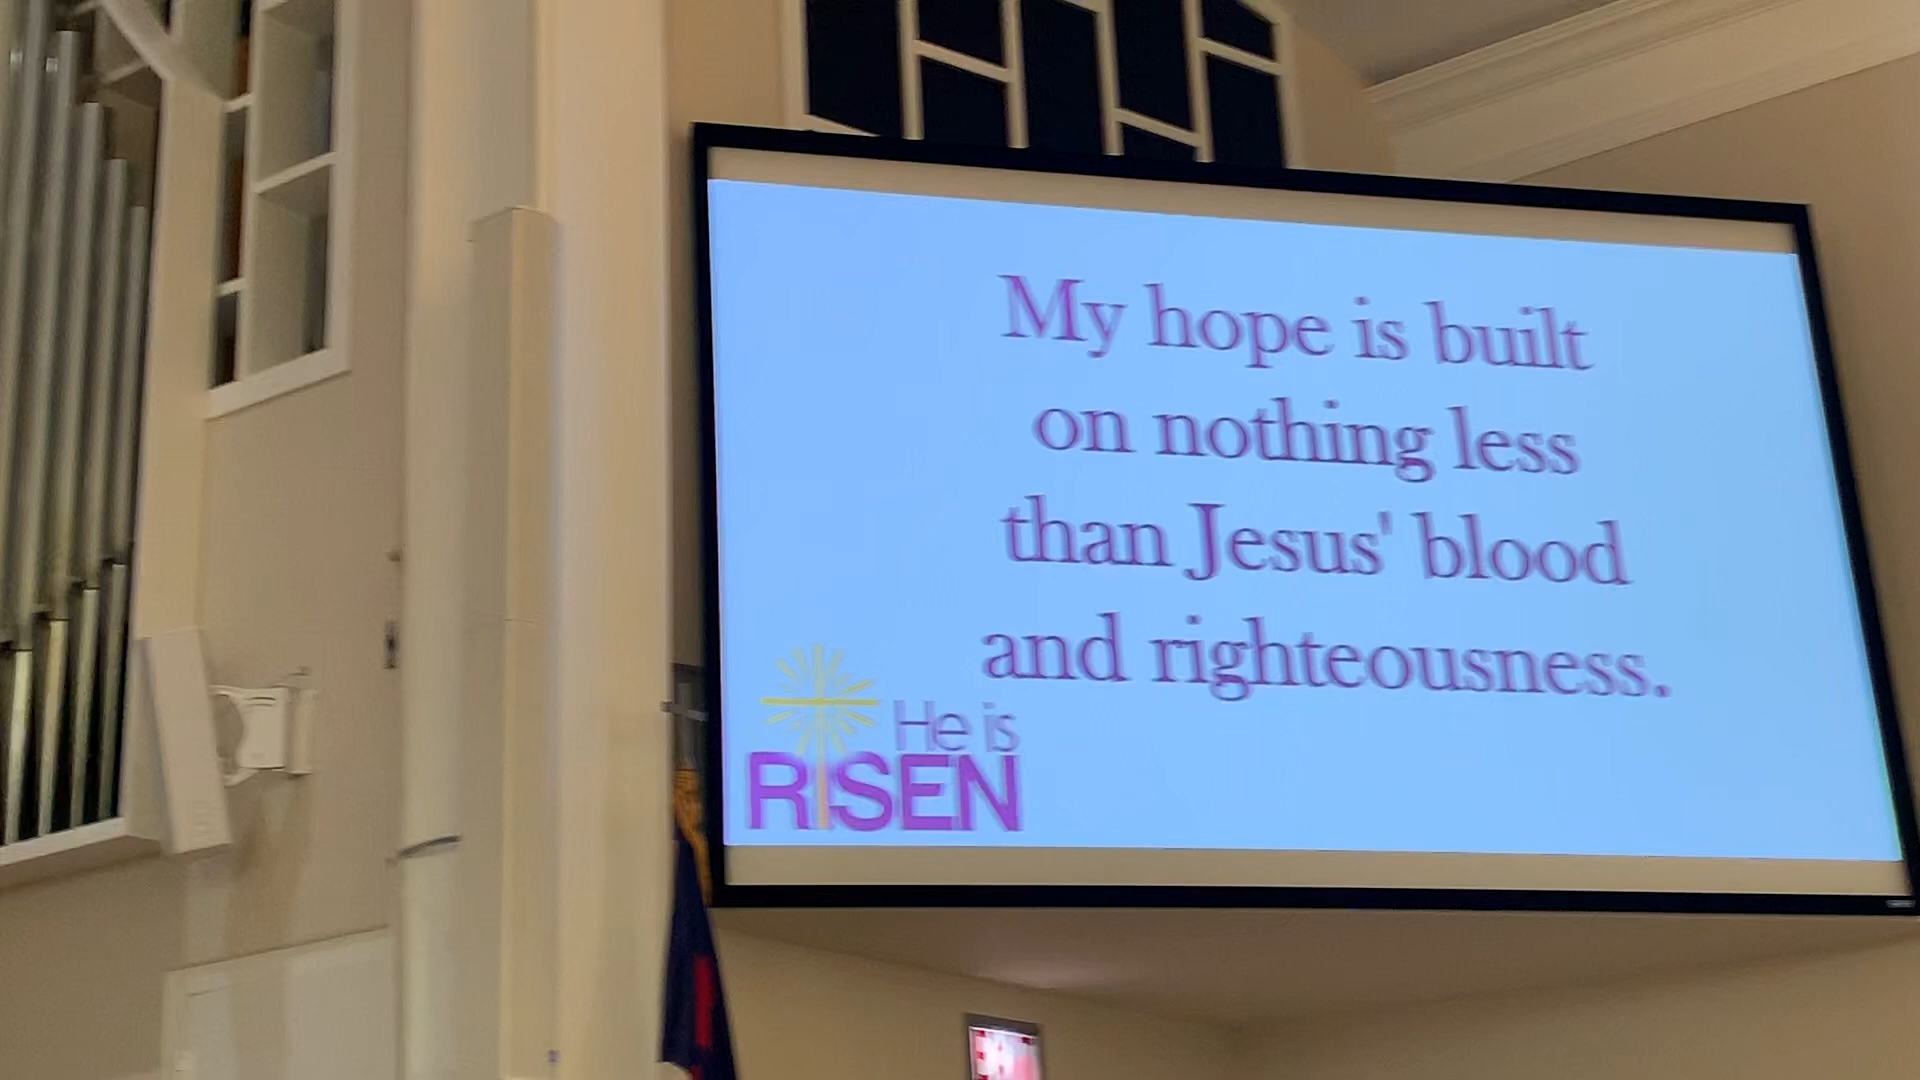 My hope is built
on nothing less
than Jesus' blood
and righteousness.
He is
RISEN